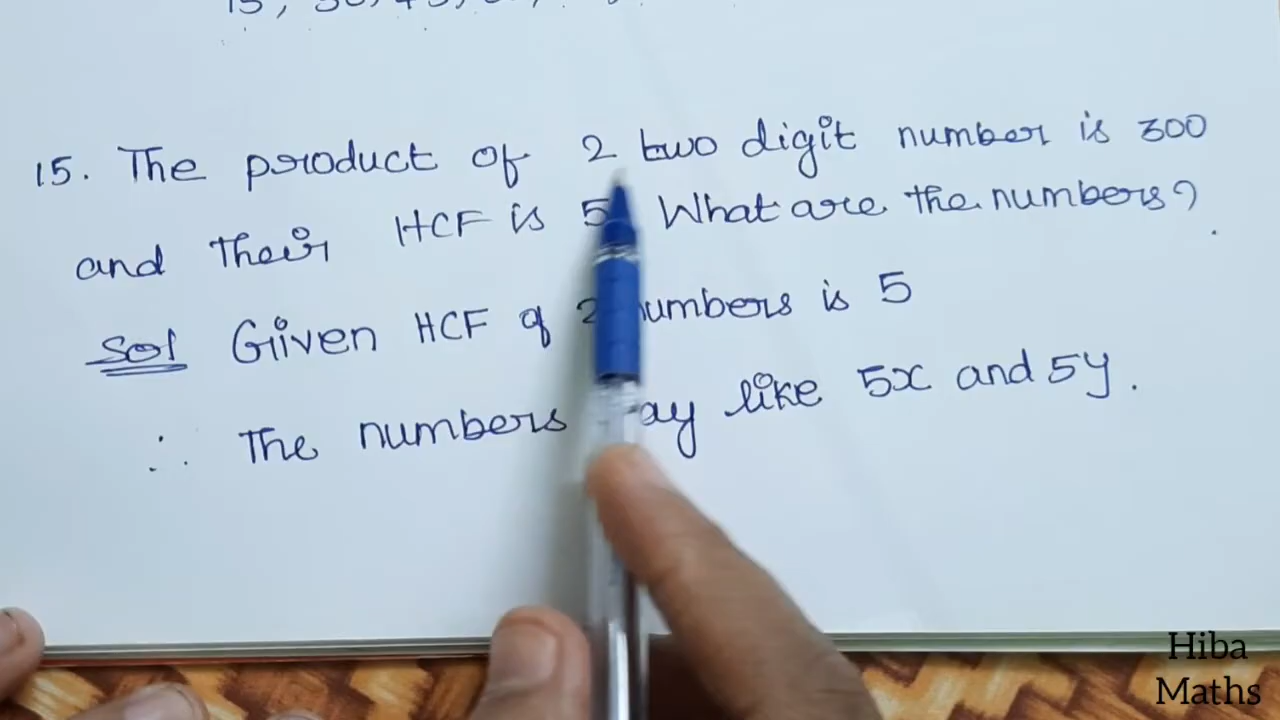 15. The product of 2 two digit number is 300
and their HCF is 5 What are the numbers?
Sol Given HCF of numbers is 5
∴ The numbers like 5x and 5y.
Hiba
Maths